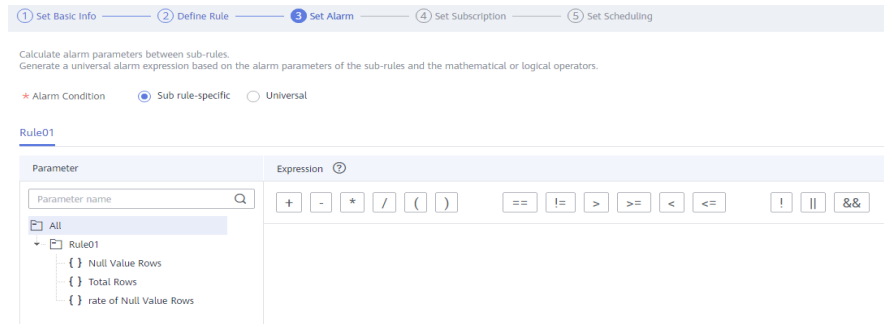 1 Set Basic Info 2 Define Rule 3 Set Alarm 4 Set Subscription 5 Set Scheduling
Calculate alarm parameters between sub-rules.
Generate a universal alarm expression based on the alarm parameters of the sub-rules and the mathematical or logical operators.
* Alarm Condition Sub rule-specific Universal
Rule01
Parameter Expression ?
Parameter name + - * / ( ) == != > >= < <= ! || &&
All
Rule01
{ } Null Value Rows
{ } Total Rows
{ } rate of Null Value Rows